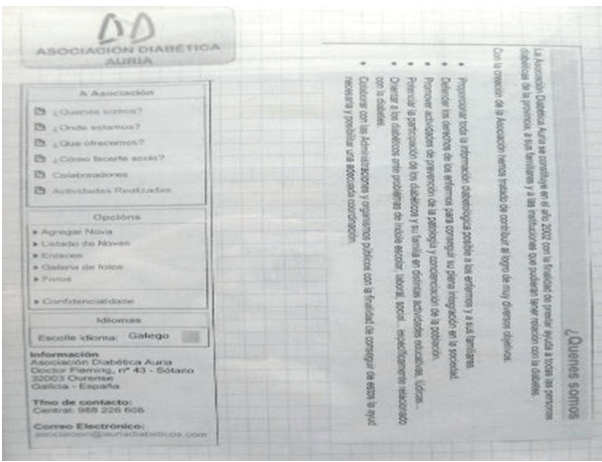 ASOCIACIÓN DIABÉTICA
AURIA
A Asociación
¿Quenes somos?
¿Onde estamos?
¿Que ofrecemos?
¿Cómo facerte socio?
Colaboradores
Actividades Realizadas
Opcións
Agregar Nova
Listado de Novas
Enlaces
Galería de fotos
Foros
Confidencialidade
Idiomas
Escolle idioma: Galego
Información
Asociación Diabética Auria
Doctor Fleming, nº 43 - Sótano
32003 Ourense
Galicia - España
Tfno de contacto:
Central: 988 226 606
Correo Electrónico:
asociacion@auriadiabeticos.com
¿Quenes somos
La Asociación Diabética Auria se constituye en el año 2002 con la finalidad de prestar ayuda a todas las personas
diabéticas de la provincia, a sus familiares y a las instituciones que pudieran tener relación con la diabetes.
Con la creación de la Asociación hemos tratado de contribuir al logro de muy diversos objetivos:
Proporcionar toda la información diabetológica posible a los enfermos y a sus familiares.
Defender los derechos de los enfermos para conseguir su plena integración en la sociedad.
Promover actividades de prevención de la patología y concienciación de la población.
Potenciar la participación de los diabéticos y su familia en distintas actividades educativas, lúdicas...
Orientar a los diabéticos ante problemas de índole escolar, laboral, social... específicamente relacionado
con la diabetes.
Colaborar con las Administraciones y organismos públicos con la finalidad de conseguir de estos la ayud
necesaria y posibilitar una adecuada coordinación.